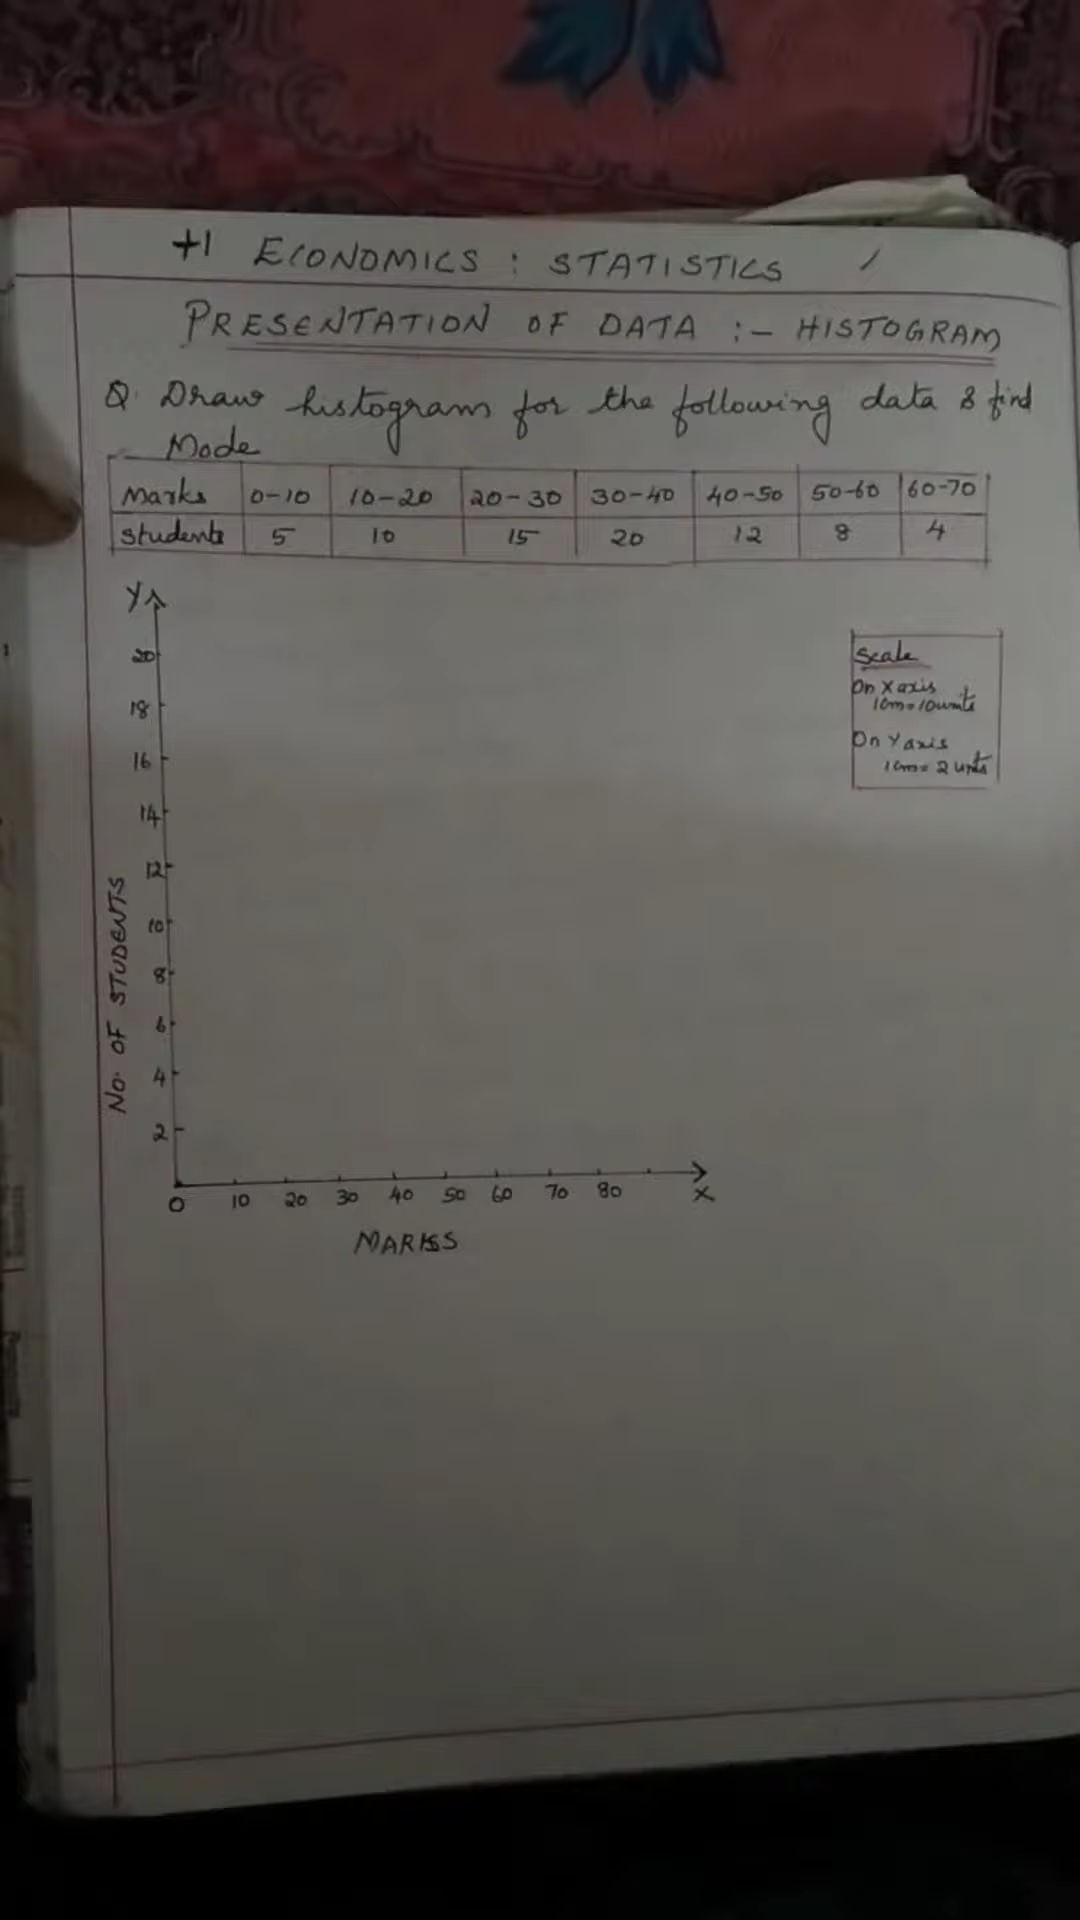 +1 ECONOMICS : STATISTICS
PRESENTATION OF DATA :- HISTOGRAM
Q. Draw histogram for the following data & find
Mode
Marks 0-10 10-20 20-30 30-40 40-50 50-60 60-70
Students 5 10 15 20 12 8 4
Y
20
18
16
14
12
10
8
6
4
2
NO. OF STUDENTS
0 10 20 30 40 50 60 70 80 X
MARKS
Scale
On X axis
1cm = 10 units
On Y axis
1cm = 2 units